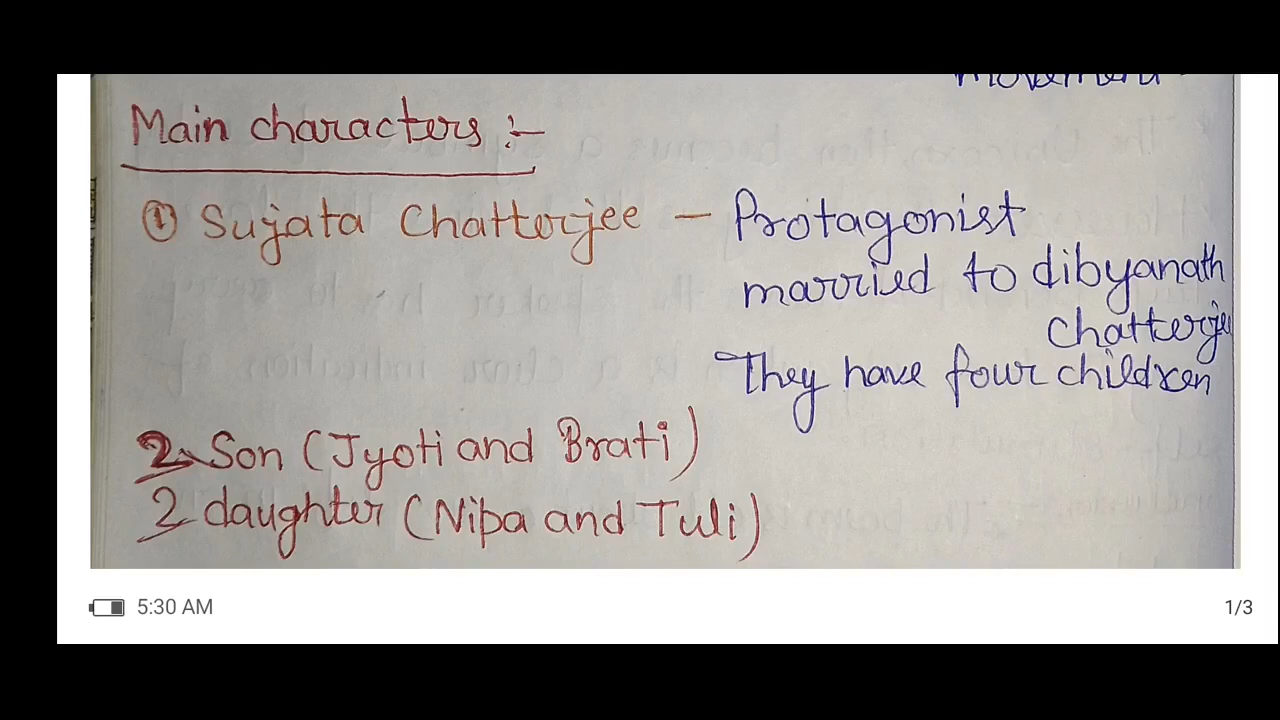 movement -
Main characters :-
① Sujata Chatterjee - Protagonist
married to dibyanath
chatterjee
They have four children
2 Son (Jyoti and Brati)
2 daughter (Nipa and Tuli)
5:30 AM
1/3